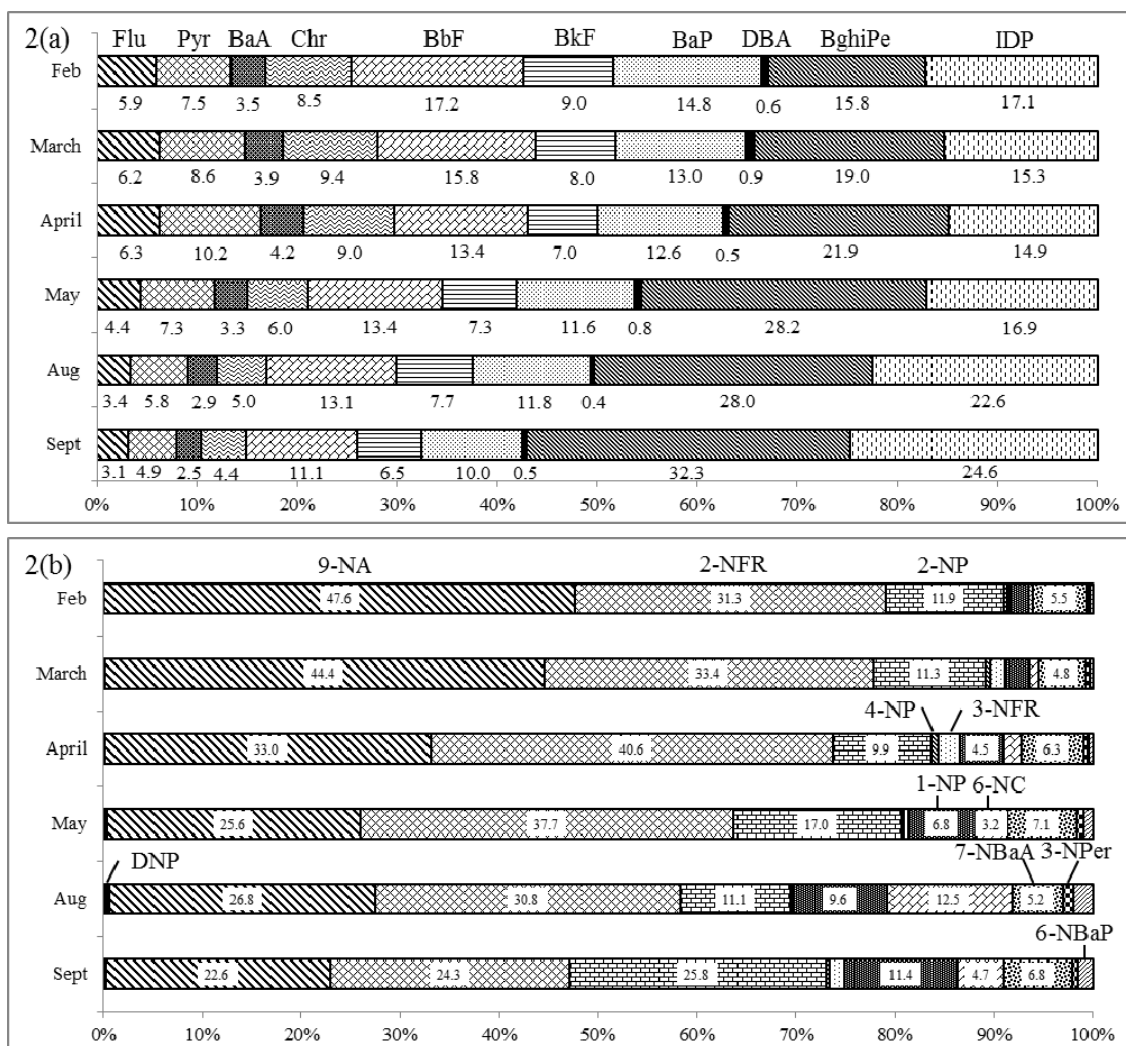 2(a) Flu Pyr BaA Chr BbF BkF BaP DBA BghiPe IDP
Feb
5.9 7.5 3.5 8.5 17.2 9.0 14.8 0.6 15.8 17.1
March
6.2 8.6 3.9 9.4 15.8 8.0 13.0 0.9 19.0 15.3
April
6.3 10.2 4.2 9.0 13.4 7.0 12.6 0.5 21.9 14.9
May
4.4 7.3 3.3 6.0 13.4 7.3 11.6 0.8 28.2 16.9
Aug
3.4 5.8 2.9 5.0 13.1 7.7 11.8 0.4 28.0 22.6
Sept
3.1 4.9 2.5 4.4 11.1 6.5 10.0 0.5 32.3 24.6
0% 10% 20% 30% 40% 50% 60% 70% 80% 90% 100%
2(b) 9-NA 2-NFR 2-NP
Feb 47.6 31.3 11.9 5.5
March 44.4 33.4 11.3 4.8
4-NP 3-NFR
April 33.0 40.6 9.9 4.5 6.3
1-NP 6-NC
May 25.6 37.7 17.0 6.8 3.2 7.1
DNP 7-NBaA 3-NPer
Aug 26.8 30.8 11.1 9.6 12.5 5.2
6-NBaP
Sept 22.6 24.3 25.8 11.4 4.7 6.8
0% 10% 20% 30% 40% 50% 60% 70% 80% 90% 100%